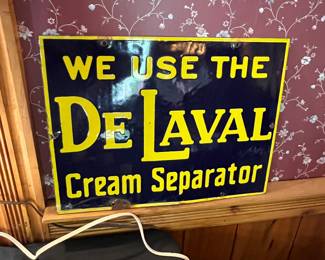 WE USE THE
DE LAVAL
Cream Separator